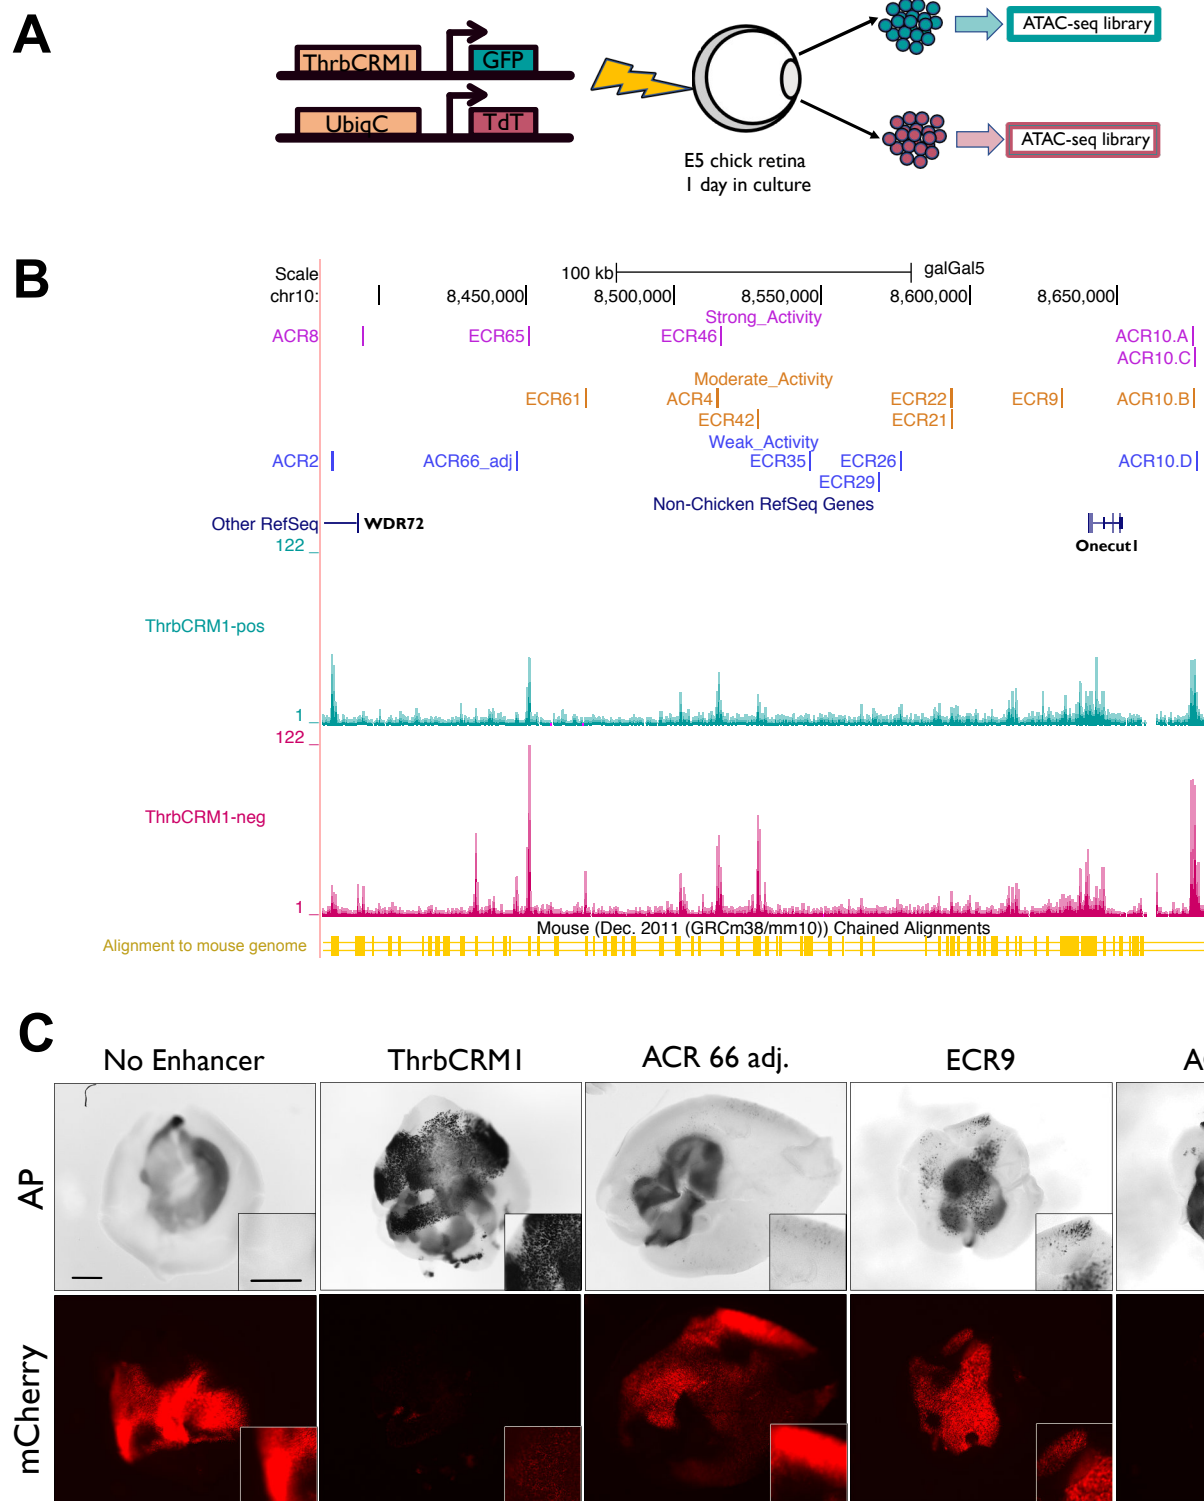 A
ThrbCRM1
GFP
UbiqC
TdT
ATAC-seq library
ATAC-seq library
E5 chick retina
1 day in culture
B
Scale
100 kb
galGal5
chr10:
8,450,000
8,500,000
8,550,000
8,600,000
8,650,000
Strong_Activity
ACR8
ECR65
ECR46
ACR10.A
ACR10.C
Moderate_Activity
ECR61
ACR4
ECR22
ECR9
ACR10.B
ECR42
ECR21
Weak_Activity
ACR2
ACR66_adj
ECR35
ECR26
ACR10.D
ECR29
Non-Chicken RefSeq Genes
Other RefSeq
WDR72
Onecut1
122 _
ThrbCRM1-pos
1 _
122 _
ThrbCRM1-neg
1 _
Mouse (Dec. 2011 (GRCm38/mm10)) Chained Alignments
Alignment to mouse genome
C
No Enhancer
ThrbCRM1
ACR 66 adj.
ECR9
AP
mCherry